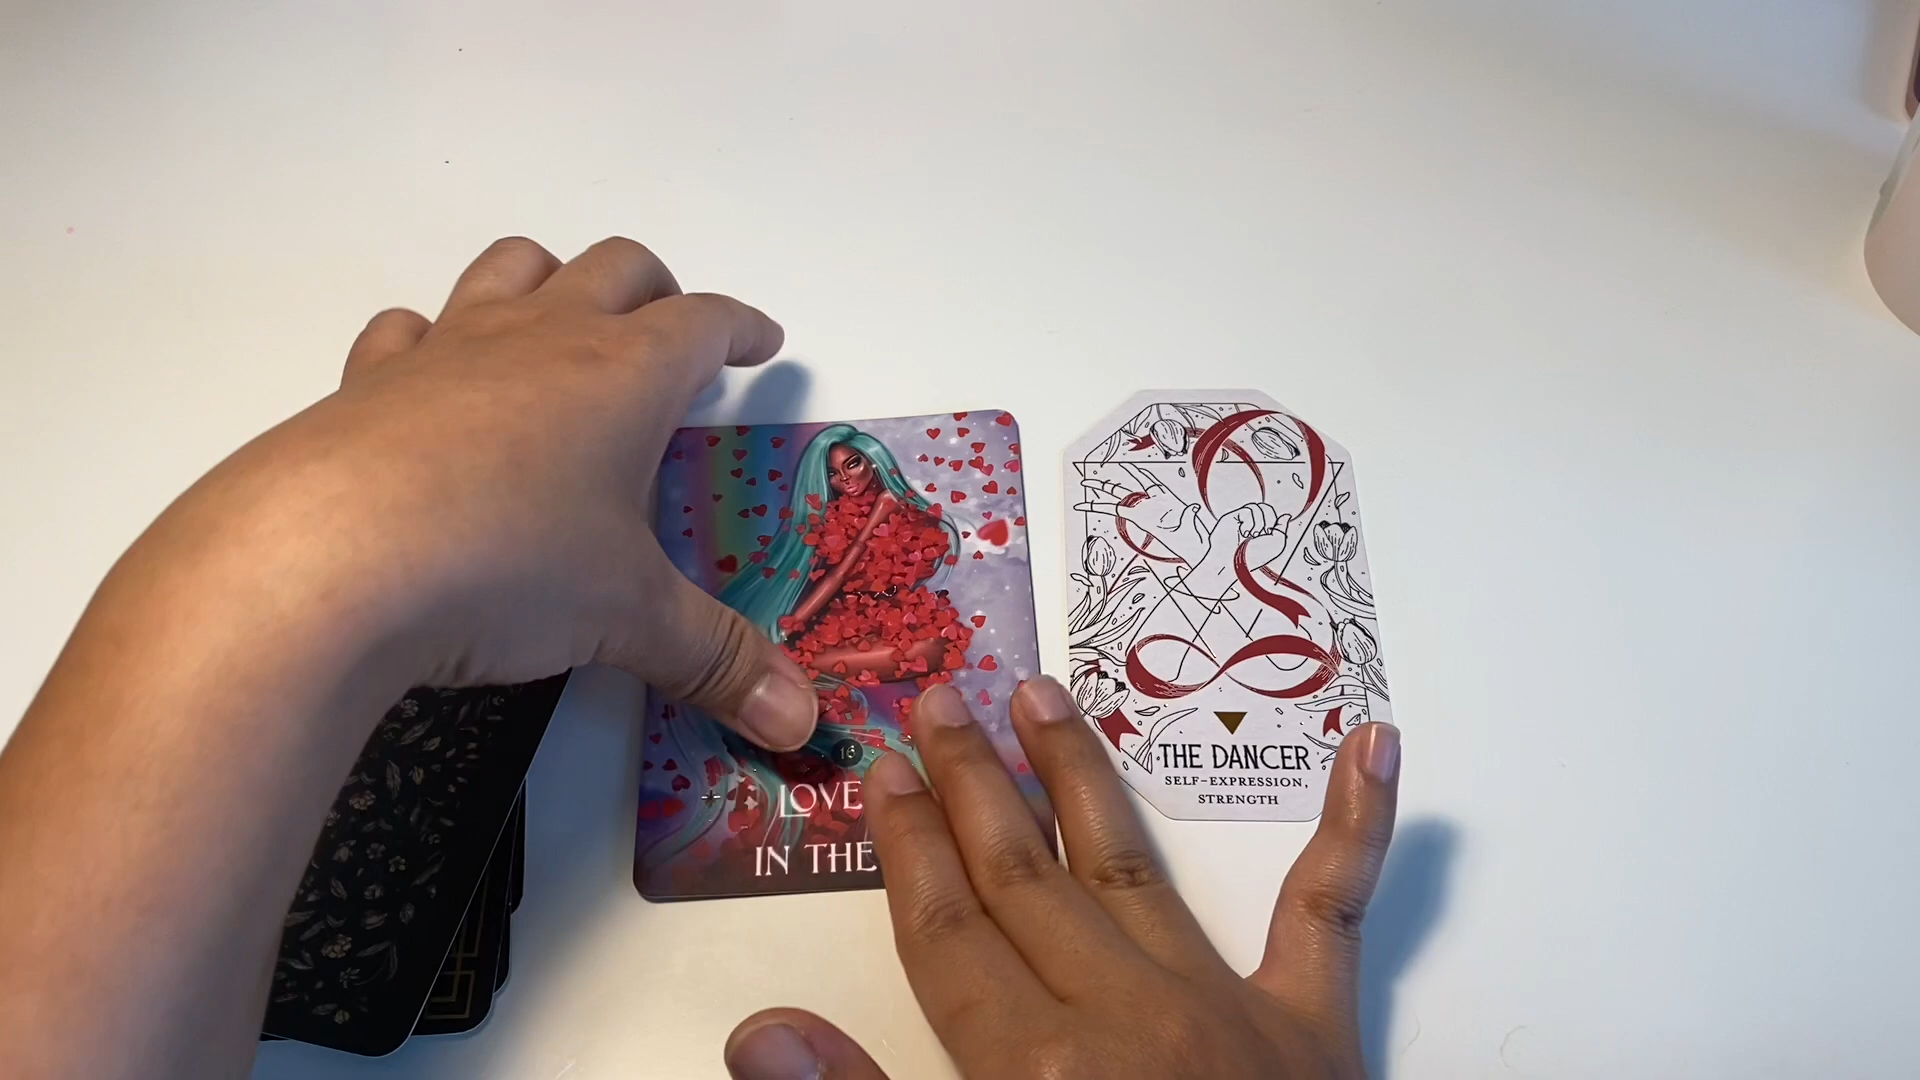 16
LOVE
IN THE
THE DANCER
SELF-EXPRESSION,
STRENGTH